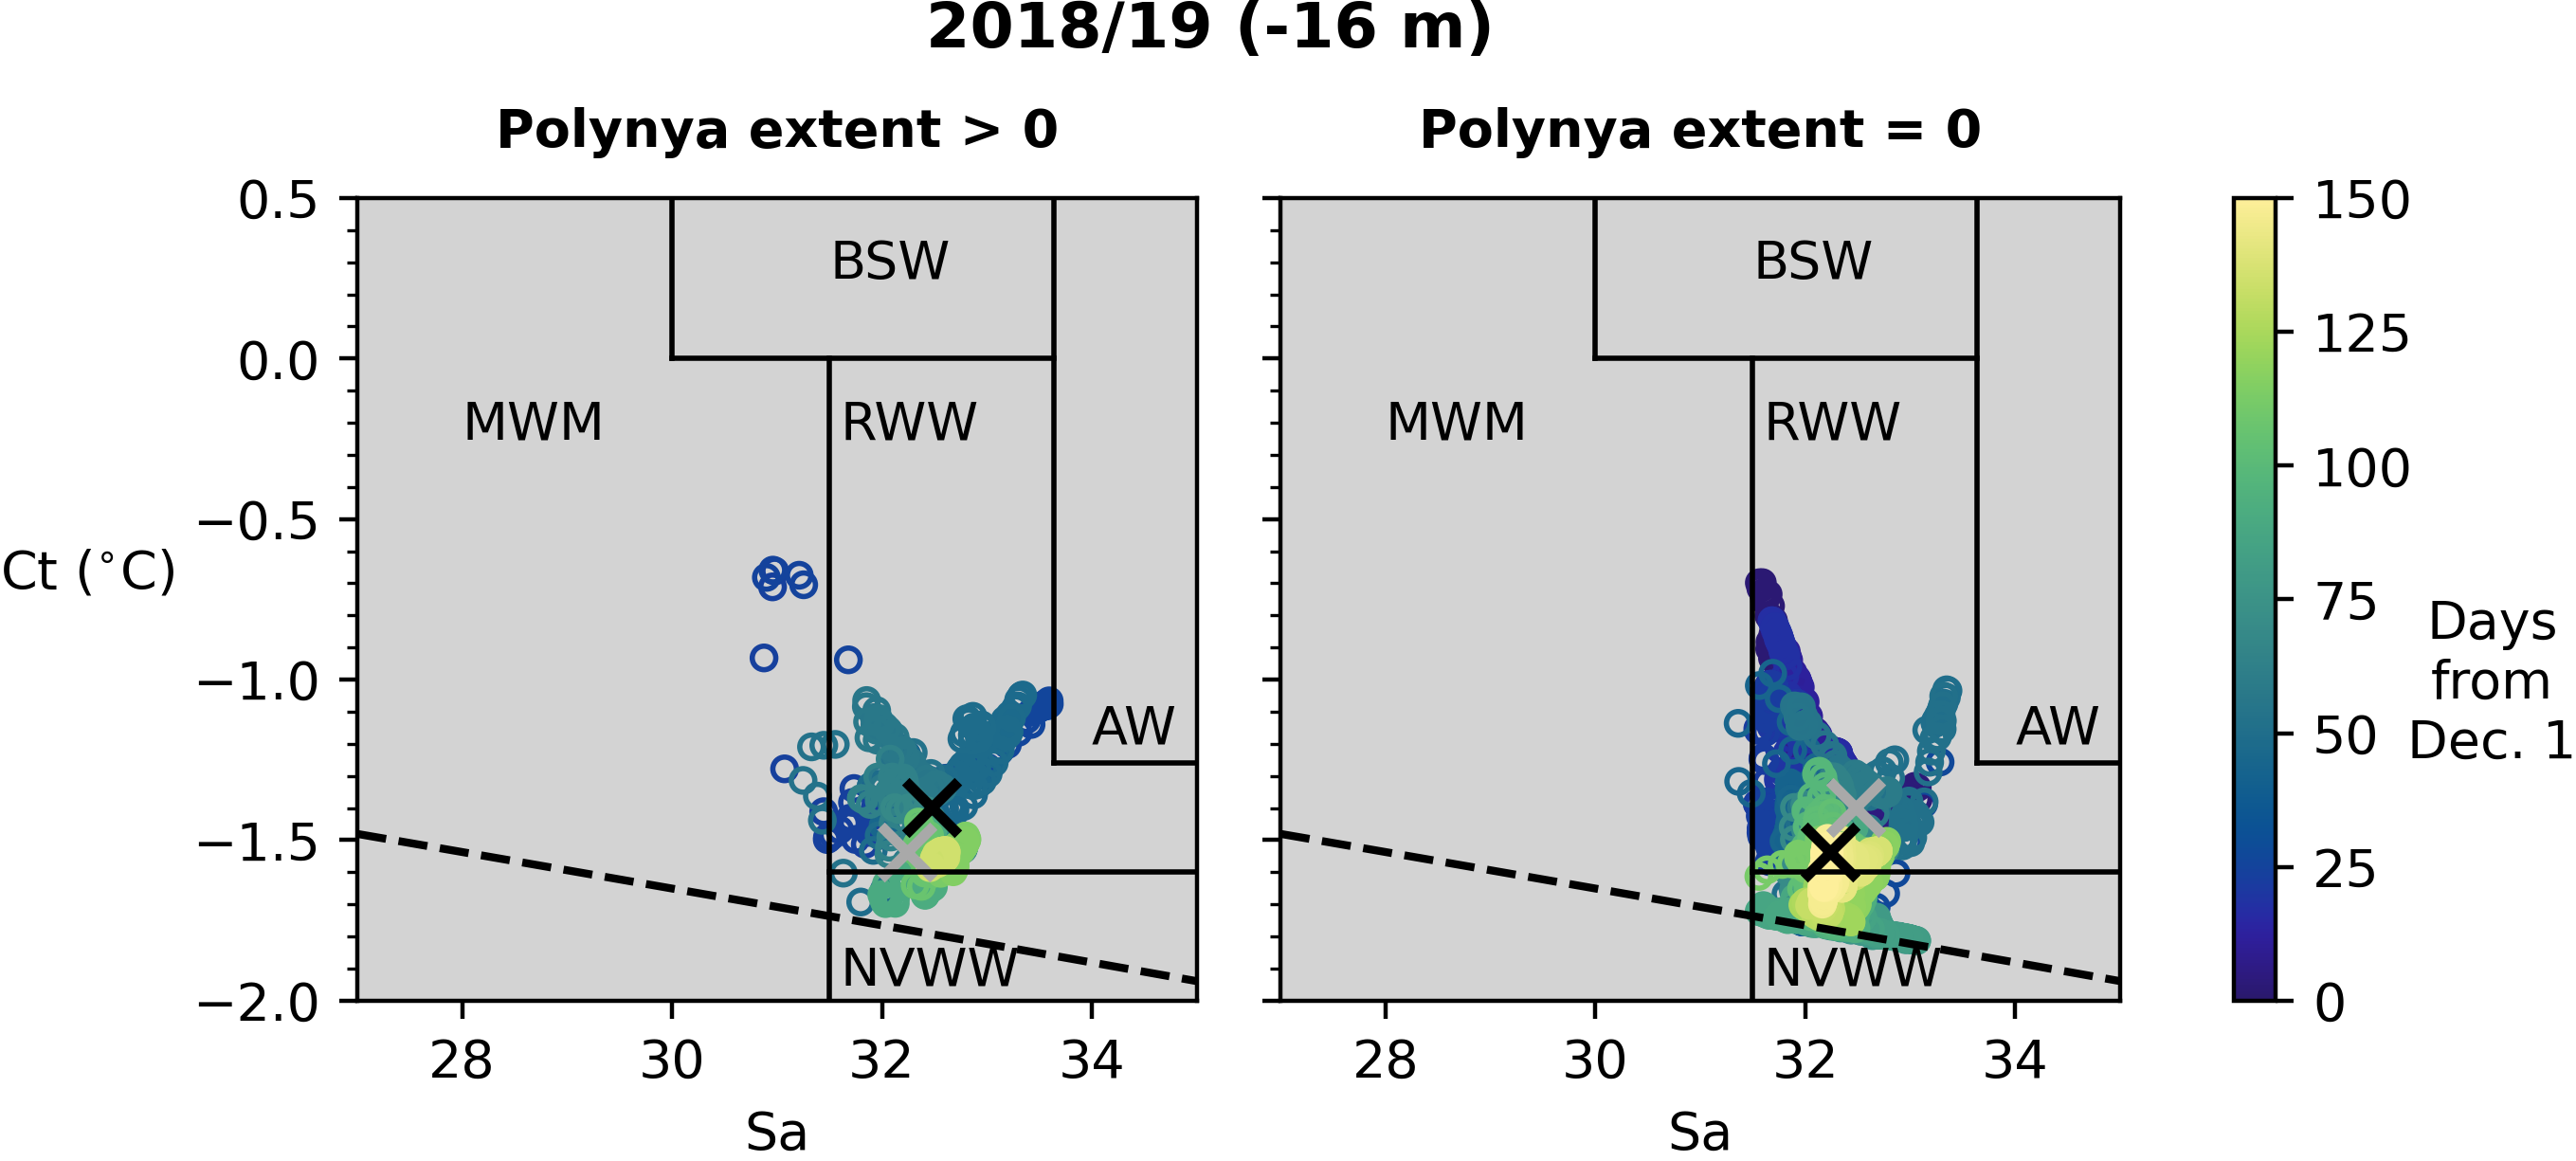 2018/19 (-16 m)
Polynya extent > 0
Polynya extent = 0
0.5
0.0
−0.5
−1.0
−1.5
−2.0
Ct (°C)
BSW
MWM
RWW
AW
NVWW
28
30
32
34
Sa
BSW
MWM
RWW
AW
NVWW
28
30
32
34
Sa
150
125
100
75
50
25
0
Days
from
Dec. 1